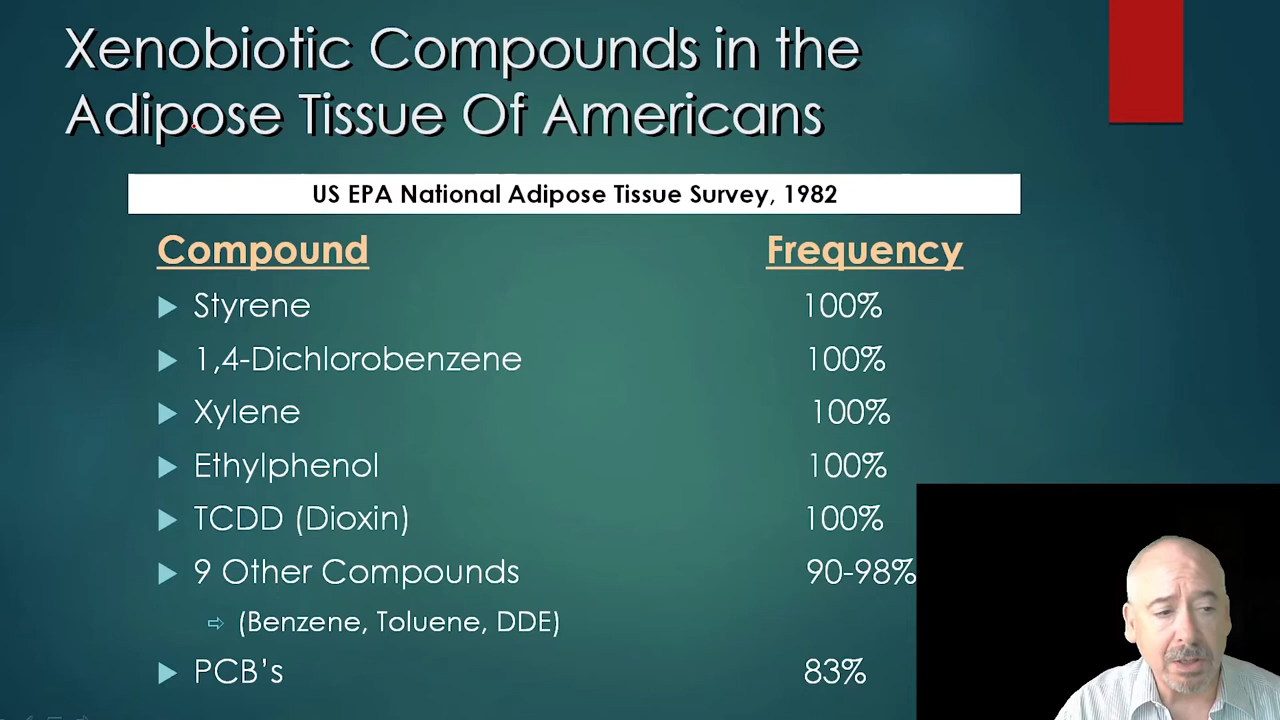 Xenobiotic Compounds in the
Adipose Tissue Of Americans
US EPA National Adipose Tissue Survey, 1982
Compound Frequency
Styrene 100%
1,4-Dichlorobenzene 100%
Xylene 100%
Ethylphenol 100%
TCDD (Dioxin) 100%
9 Other Compounds 90-98%
(Benzene, Toluene, DDE)
PCB's 83%